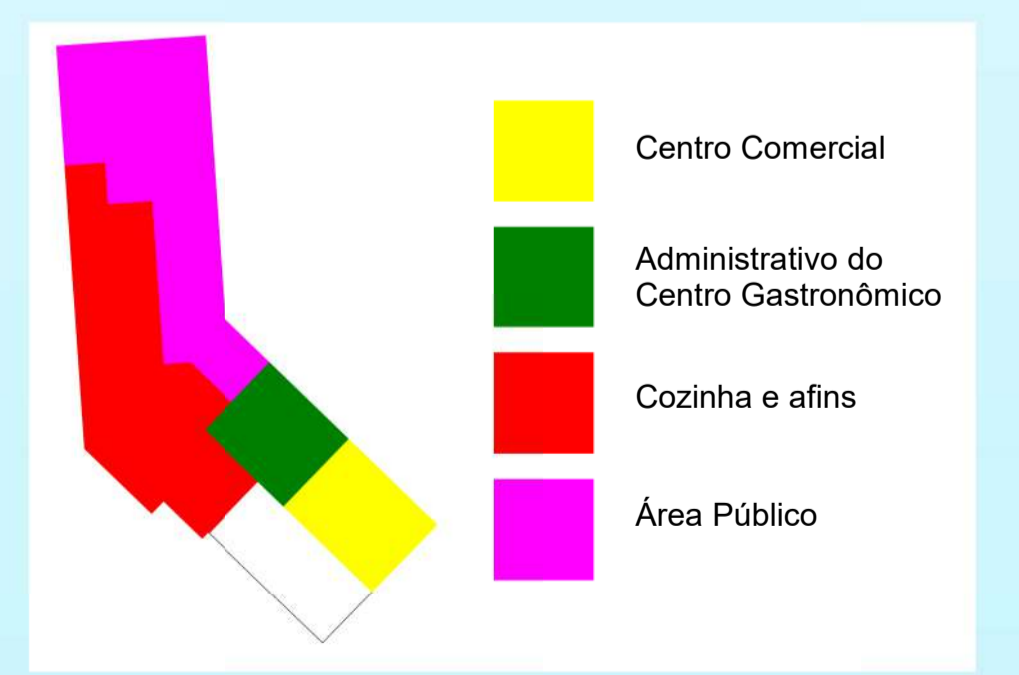 Centro Comercial
Administrativo do
Centro Gastronômico
Cozinha e afins
Área Público